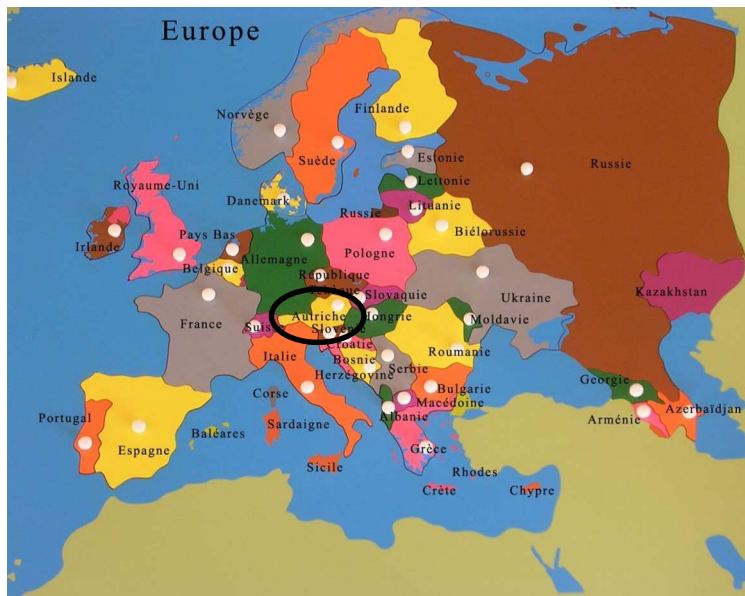 Europe
Islande
Norvège
Finlande
Suède
Estonie
Russie
Lettonie
Royaume-Uni
Danemark
Lituanie
Russie
Biélorussie
Pays Bas
Irlande
Pologne
Allemagne
Belgique
République
Slovaquie
Kazakhstan
Ukraine
Autriche
Hongrie
Moldavie
France
Suisse
Slovénie
Croatie
Roumanie
Italie
Bosnie
Serbie
Herzégovine
Georgie
Bulgarie
Corse
Macédoine
Azerbaïdjan
Portugal
Albanie
Arménie
Sardaigne
Baléares
Espagne
Grèce
Sicile
Rhodes
Crète
Chypre